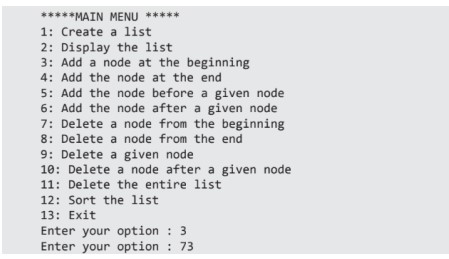 *****MAIN MENU *****
1: Create a list
2: Display the list
3: Add a node at the beginning
4: Add the node at the end
5: Add the node before a given node
6: Add the node after a given node
7: Delete a node from the beginning
8: Delete a node from the end
9: Delete a given node
10: Delete a node after a given node
11: Delete the entire list
12: Sort the list
13: Exit
Enter your option : 3
Enter your option : 73